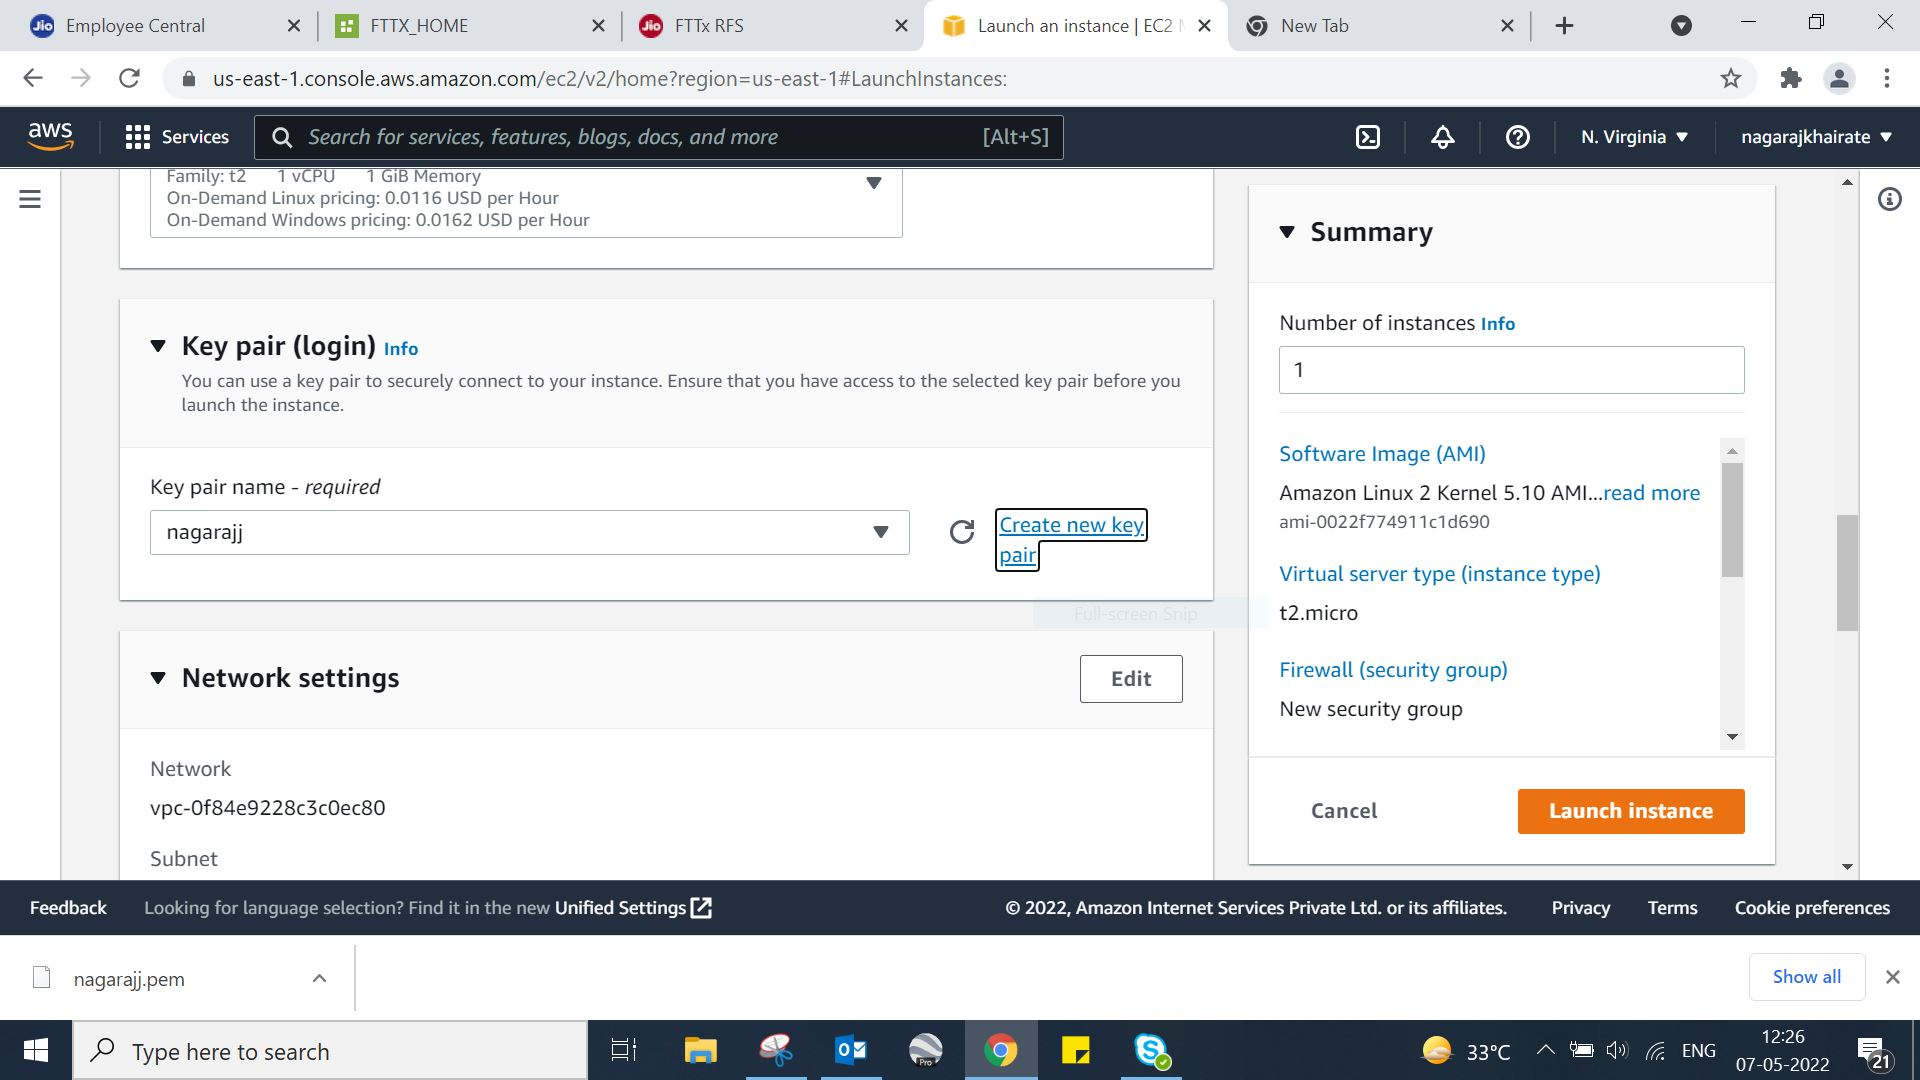 Employee Central
FTTX_HOME
FTTx RFS
Launch an instance | EC2 M
New Tab
us-east-1.console.aws.amazon.com/ec2/v2/home?region=us-east-1#LaunchInstances:
aws
Services
Search for services, features, blogs, docs, and more
[Alt+S]
N. Virginia
nagarajkhairate
Family: t2 1 vCPU 1 GiB Memory
On-Demand Linux pricing: 0.0116 USD per Hour
On-Demand Windows pricing: 0.0162 USD per Hour
Key pair (login) Info
You can use a key pair to securely connect to your instance. Ensure that you have access to the selected key pair before you
launch the instance.
Key pair name - required
nagarajj
Create new key
pair
Full-screen Snip
Network settings
Edit
Network
vpc-0f84e9228c3c0ec80
Subnet
Summary
Number of instances Info
1
Software Image (AMI)
Amazon Linux 2 Kernel 5.10 AMI...read more
ami-0022f774911c1d690
Virtual server type (instance type)
t2.micro
Firewall (security group)
New security group
Cancel
Launch instance
Feedback
Looking for language selection? Find it in the new Unified Settings
© 2022, Amazon Internet Services Private Ltd. or its affiliates.
Privacy
Terms
Cookie preferences
nagarajj.pem
Show all
Type here to search
Pro
33°C
ENG
12:26
07-05-2022
21